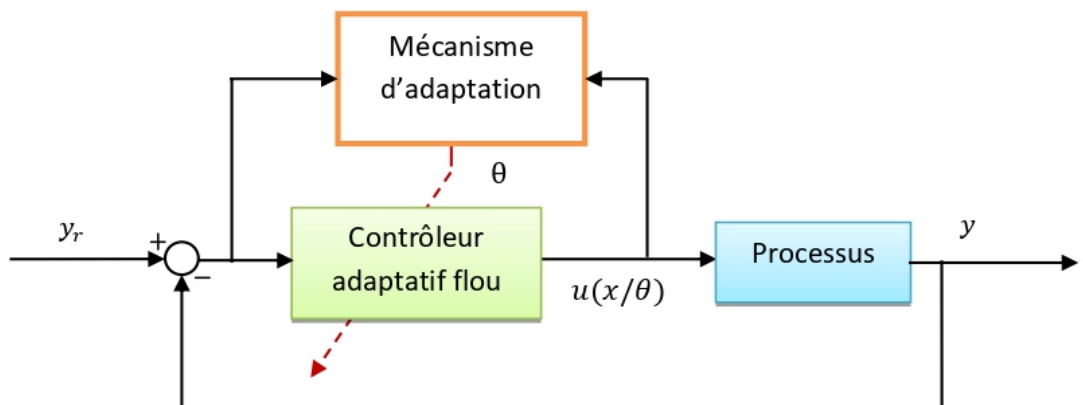 Mécanisme
d'adaptation
θ
y_r
+
−
Contrôleur
adaptatif flou
u(x/θ)
Processus
y